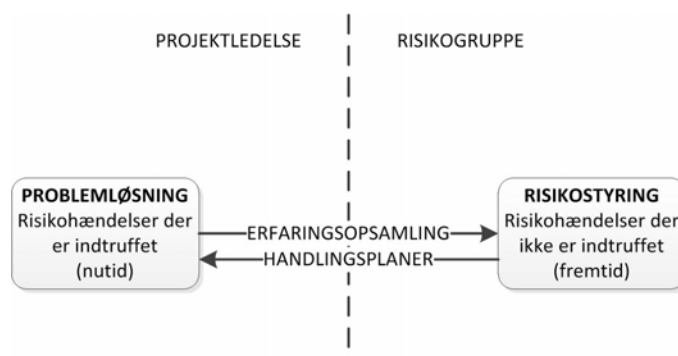 PROJEKTLEDELSE
RISIKOGRUPPE
PROBLEMLØSNING
Risikohændelser der
er indtruffet
(nutid)
ERFARINGSOPSAMLING
HANDLINGSPLANER
RISIKOSTYRING
Risikohændelser der
ikke er indtruffet
(fremtid)